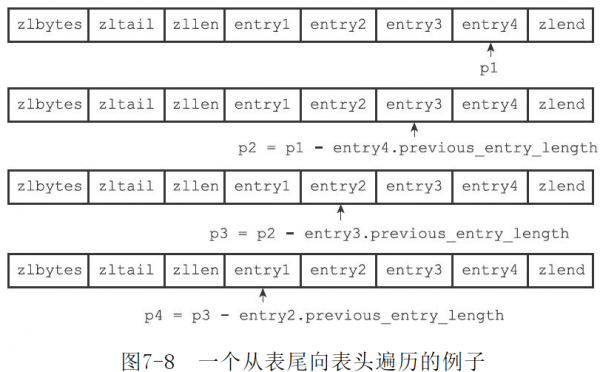 zlbytes zltail zllen entry1 entry2 entry3 entry4 zlend
p1
zlbytes zltail zllen entry1 entry2 entry3 entry4 zlend
p2 = p1 - entry4.previous_entry_length
zlbytes zltail zllen entry1 entry2 entry3 entry4 zlend
p3 = p2 - entry3.previous_entry_length
zlbytes zltail zllen entry1 entry2 entry3 entry4 zlend
p4 = p3 - entry2.previous_entry_length
图7-8 一个从表尾向表头遍历的例子